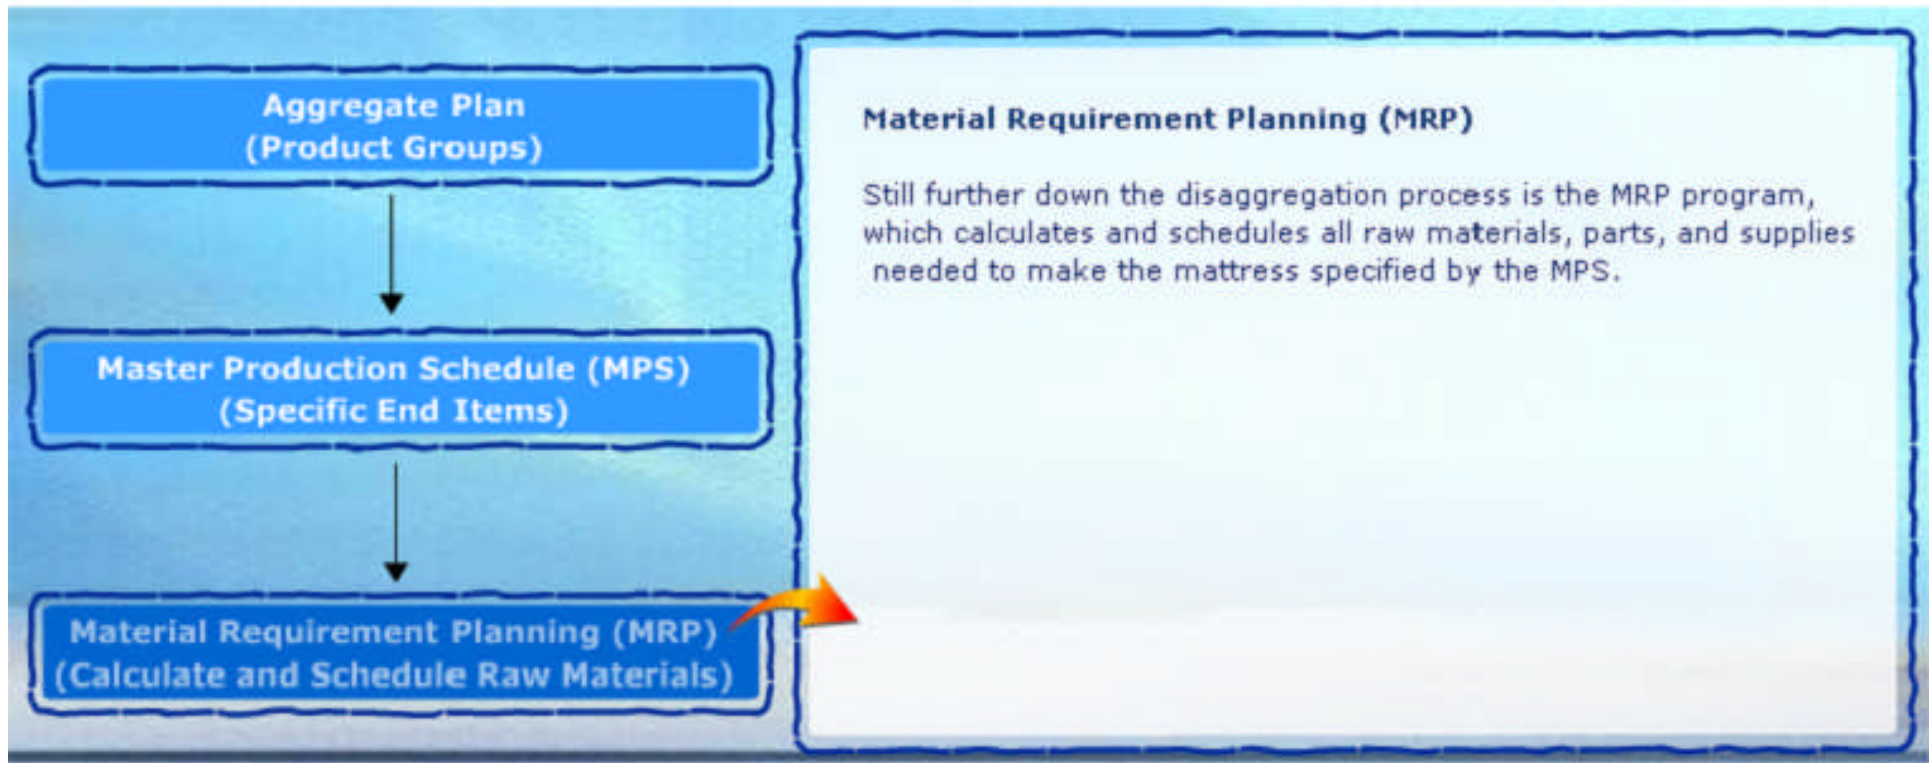 Aggregate Plan
(Product Groups)
Master Production Schedule (MPS)
(Specific End Items)
Material Requirement Planning (MRP)
(Calculate and Schedule Raw Materials)
Material Requirement Planning (MRP)
Still further down the disaggregation process is the MRP program,
which calculates and schedules all raw materials, parts, and supplies
needed to make the mattress specified by the MPS.